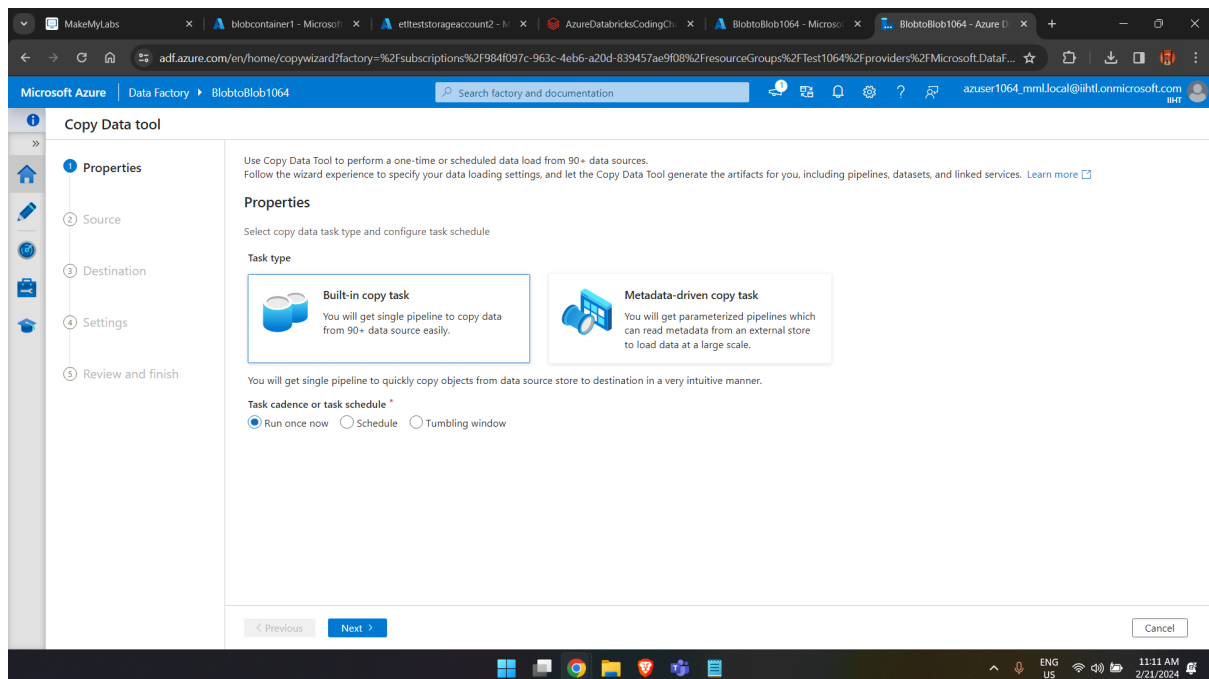 MakeMyLabs
blobcontainer1 - Microsoft
etlteststorageaccount2 - M
AzureDatabricksCodingCh
BlobtoBlob1064 - Microsof
BlobtoBlob1064 - Azure D
adf.azure.com/en/home/copywizard?factory=%2Fsubscriptions%2F984f097c-963c-4eb6-a20d-839457ae9f08%2FresourceGroups%2FTest1064%2Fproviders%2FMicrosoft.DataF...
Microsoft Azure
Data Factory
BlobtoBlob1064
Search factory and documentation
1
azuser1064_mml.local@iihtl.onmicrosoft.com
IIHT
Copy Data tool
1 Properties
2 Source
3 Destination
4 Settings
5 Review and finish
Use Copy Data Tool to perform a one-time or scheduled data load from 90+ data sources.
Follow the wizard experience to specify your data loading settings, and let the Copy Data Tool generate the artifacts for you, including pipelines, datasets, and linked services. Learn more
Properties
Select copy data task type and configure task schedule
Task type
Built-in copy task
You will get single pipeline to copy data
from 90+ data source easily.
Metadata-driven copy task
You will get parameterized pipelines which
can read metadata from an external store
to load data at a large scale.
You will get single pipeline to quickly copy objects from data source store to destination in a very intuitive manner.
Task cadence or task schedule *
Run once now
Schedule
Tumbling window
< Previous
Next >
Cancel
ENG
US
11:11 AM
2/21/2024